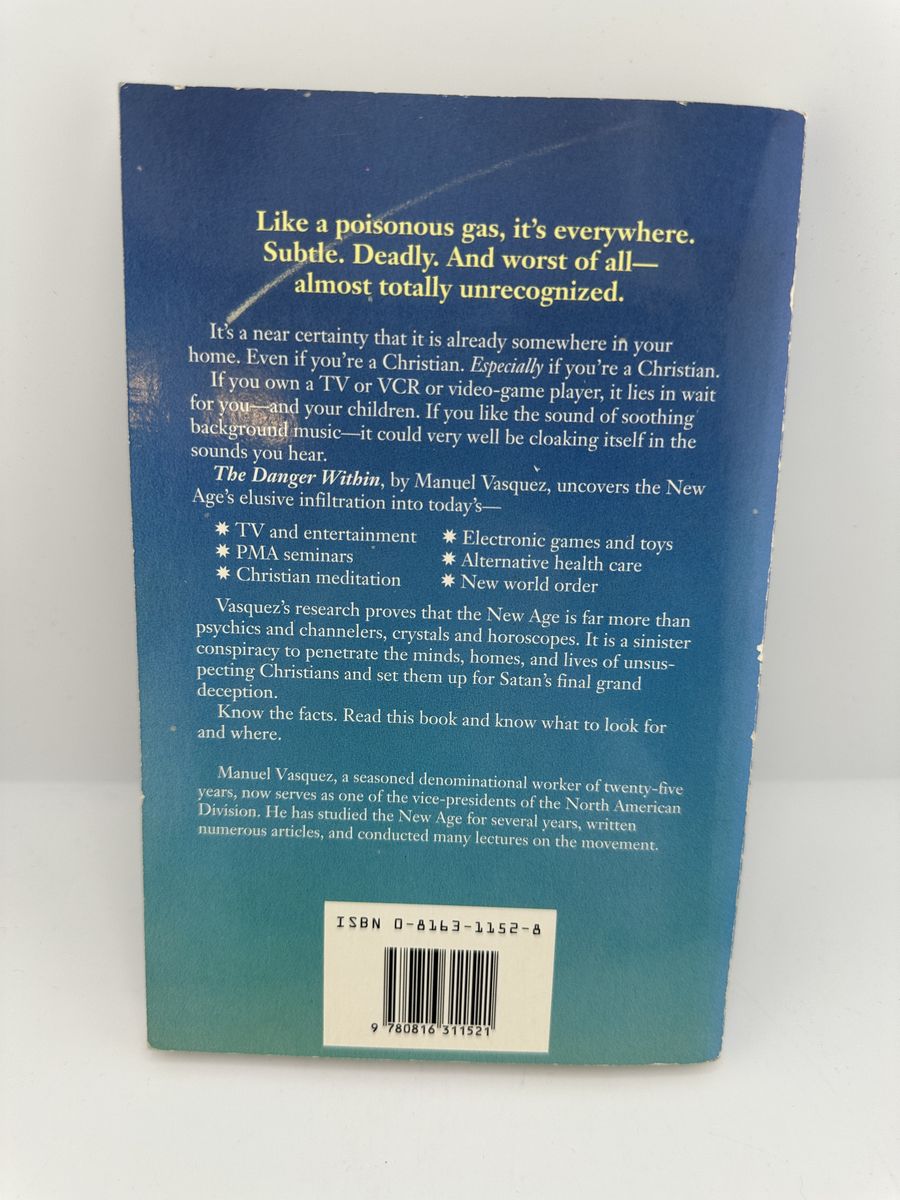 Like a poisonous gas, it's everywhere.
Subtle. Deadly. And worst of all—
almost totally unrecognized.
It's a near certainty that it is already somewhere in your
home. Even if you're a Christian. Especially if you're a Christian.
If you own a TV or VCR or video-game player, it lies in wait
for you—and your children. If you like the sound of soothing
background music—it could very well be cloaking itself in the
sounds you hear.
The Danger Within, by Manuel Vasquez, uncovers the New
Age's elusive infiltration into today's—
✷ TV and entertainment
✷ PMA seminars
✷ Christian meditation
✷ Electronic games and toys
✷ Alternative health care
✷ New world order
Vasquez's research proves that the New Age is far more than
psychics and channelers, crystals and horoscopes. It is a sinister
conspiracy to penetrate the minds, homes, and lives of unsus-
pecting Christians and set them up for Satan's final grand
deception.
Know the facts. Read this book and know what to look for
and where.
Manuel Vasquez, a seasoned denominational worker of twenty-five
years, now serves as one of the vice-presidents of the North American
Division. He has studied the New Age for several years, written
numerous articles, and conducted many lectures on the movement.
ISBN 0-8163-1152-8
9 780816 311521